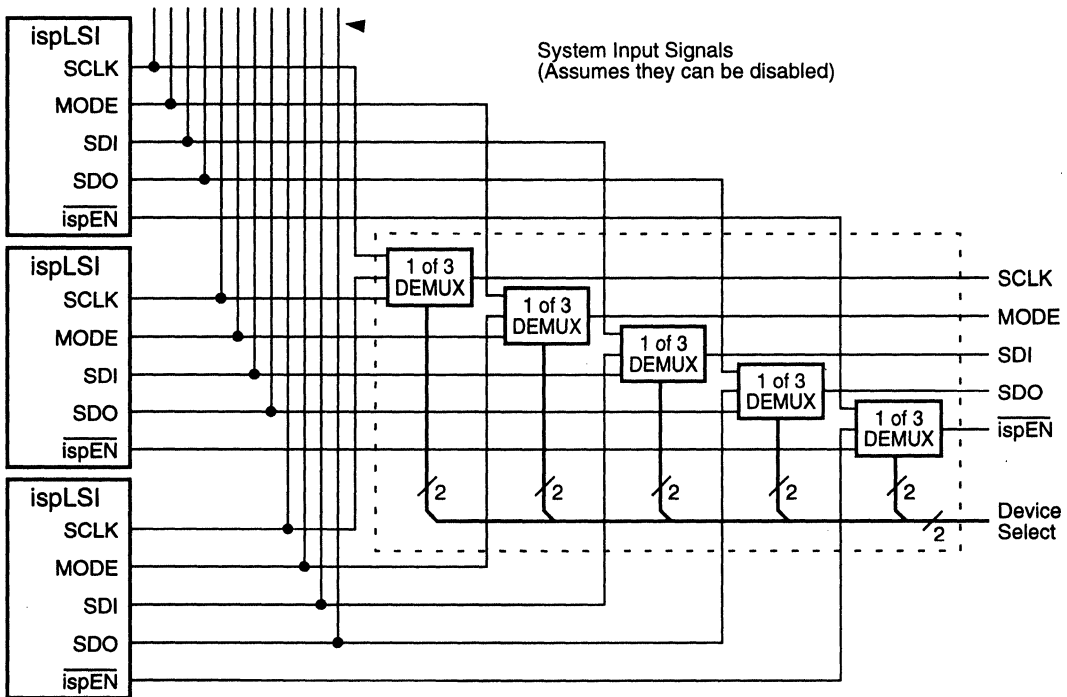 ispLSI
SCLK
MODE
SDI
SDO
ispEN
System Input Signals
(Assumes they can be disabled)
ispLSI
SCLK
MODE
SDI
SDO
ispEN
ispLSI
SCLK
MODE
SDI
SDO
ispEN
1 of 3
DEMUX
1 of 3
DEMUX
1 of 3
DEMUX
1 of 3
DEMUX
1 of 3
DEMUX
2
2
2
2
2
2
SCLK
MODE
SDI
SDO
ispEN
Device
Select